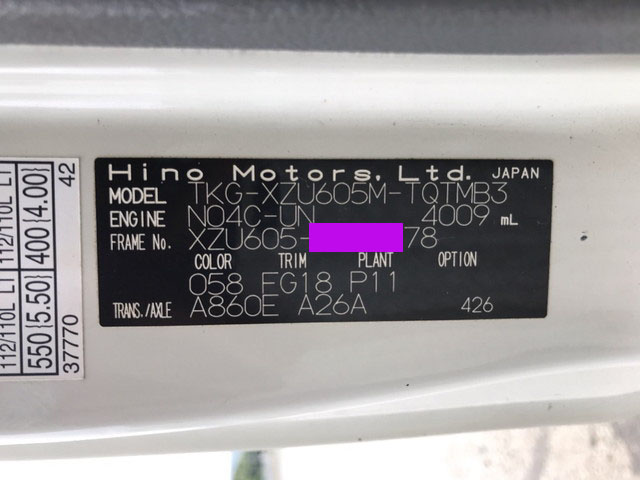 Hino Motors, Ltd. JAPAN
MODEL TKG-XZU605M-TQTMB3
ENGINE N04C-UN 4009 mL
FRAME No. XZU605- 78
COLOR TRIM PLANT OPTION
058 FG18 P11
TRANS./AXLE A860E A26A 426
112/110L LT 112/110L LT 42
550{5.50} 400{4.00}
37770